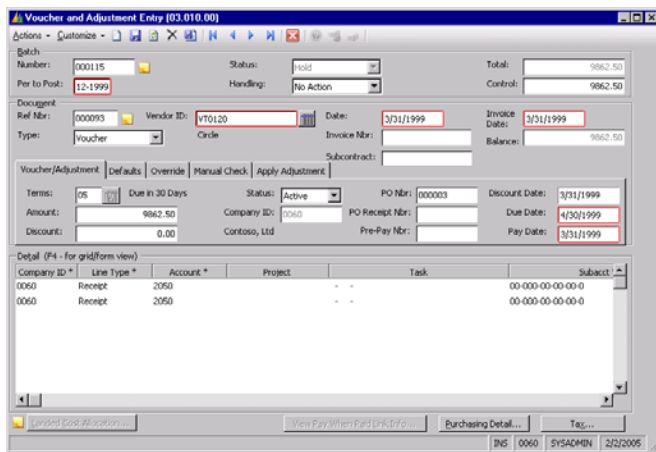 Voucher and Adjustment Entry (03.010.00)
Actions Customize
Batch
Number: 000115 Status: Hold Total: 9862.50
Per to Post: 12-1999 Handling: No Action Control: 9862.50
Document
Ref Nbr: 000093 Vendor ID: VT0120 Date: 3/31/1999 Invoice Date: 3/31/1999
Type: Voucher Circle Invoice Nbr: Balance: 9862.50
Subcontract:
Voucher/Adjustment Defaults Override Manual Check Apply Adjustment
Terms: 05 Due in 30 Days Status: Active PO Nbr: 000003 Discount Date: 3/31/1999
Amount: 9862.50 Company ID: 0060 PO Receipt Nbr: Due Date: 4/30/1999
Discount: 0.00 Contoso, Ltd Pre-Pay Nbr: Pay Date: 3/31/1999
Detail (F4 - for grid/form view)
Company ID * Line Type * Account * Project Task Subacct
0060 Receipt 2050 - - 00-000-00-00-00-0
0060 Receipt 2050 - - 00-000-00-00-00-0
Landed Cost Allocation... View Pay When Paid Link Info... Purchasing Detail... Tax...
INS 0060 SYSADMIN 2/2/2005